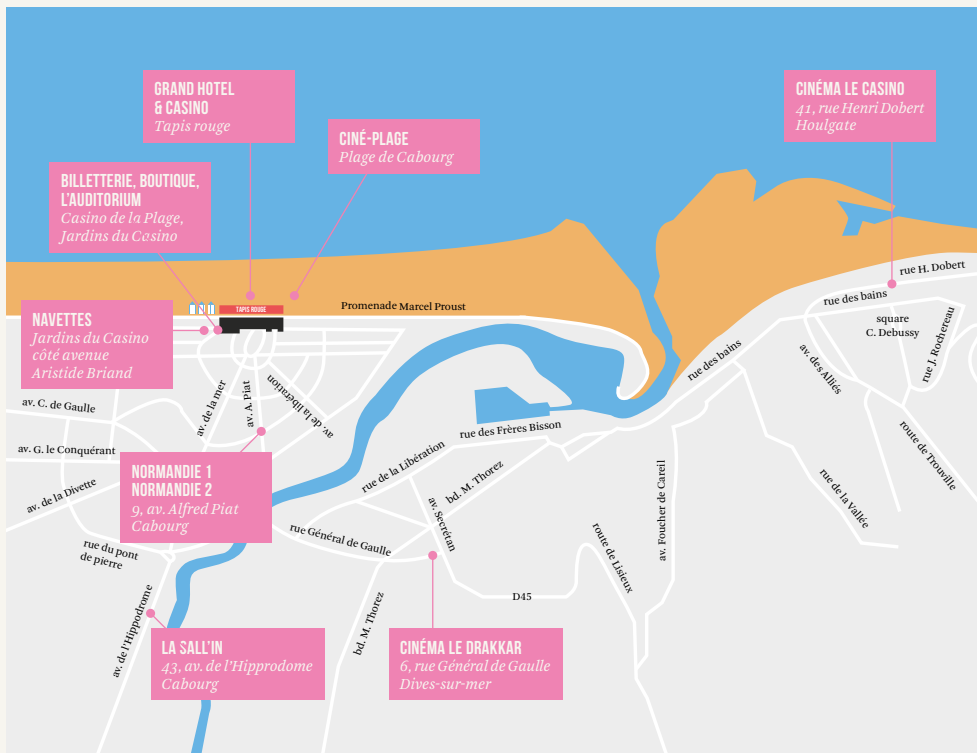 GRAND HOTEL
& CASINO
Tapis rouge
CINÉ-PLAGE
Plage de Cabourg
CINÉMA LE CASINO
41, rue Henri Dobert
Houlgate
BILLETTERIE, BOUTIQUE,
L'AUDITORIUM
Casino de la Plage,
Jardins du Casino
NAVETTES
Jardins du Casino
côté avenue
Aristide Briand
TAPIS ROUGE
Promenade Marcel Proust
rue H. Dobert
rue des bains
square
C. Debussy
rue J. Rochereau
rue des bains
av. des Alliés
av. C. de Gaulle
av. de la mer
av. A. Piat
av. de la libération
av. G. le Conquérant
rue des Frères Bisson
rue de la Libération
bd. M. Thorez
route de Trouville
rue de la Vallée
av. de la Divette
NORMANDIE 1
NORMANDIE 2
9, av. Alfred Piat
Cabourg
av. Secrétan
av. Foucher de Careil
rue Général de Gaulle
route de Lisieux
rue du pont
de pierre
D45
bd. M. Thorez
av. de l'Hippodrome
LA SALL'IN
43, av. de l'Hipprodome
Cabourg
CINÉMA LE DRAKKAR
6, rue Général de Gaulle
Dives-sur-mer